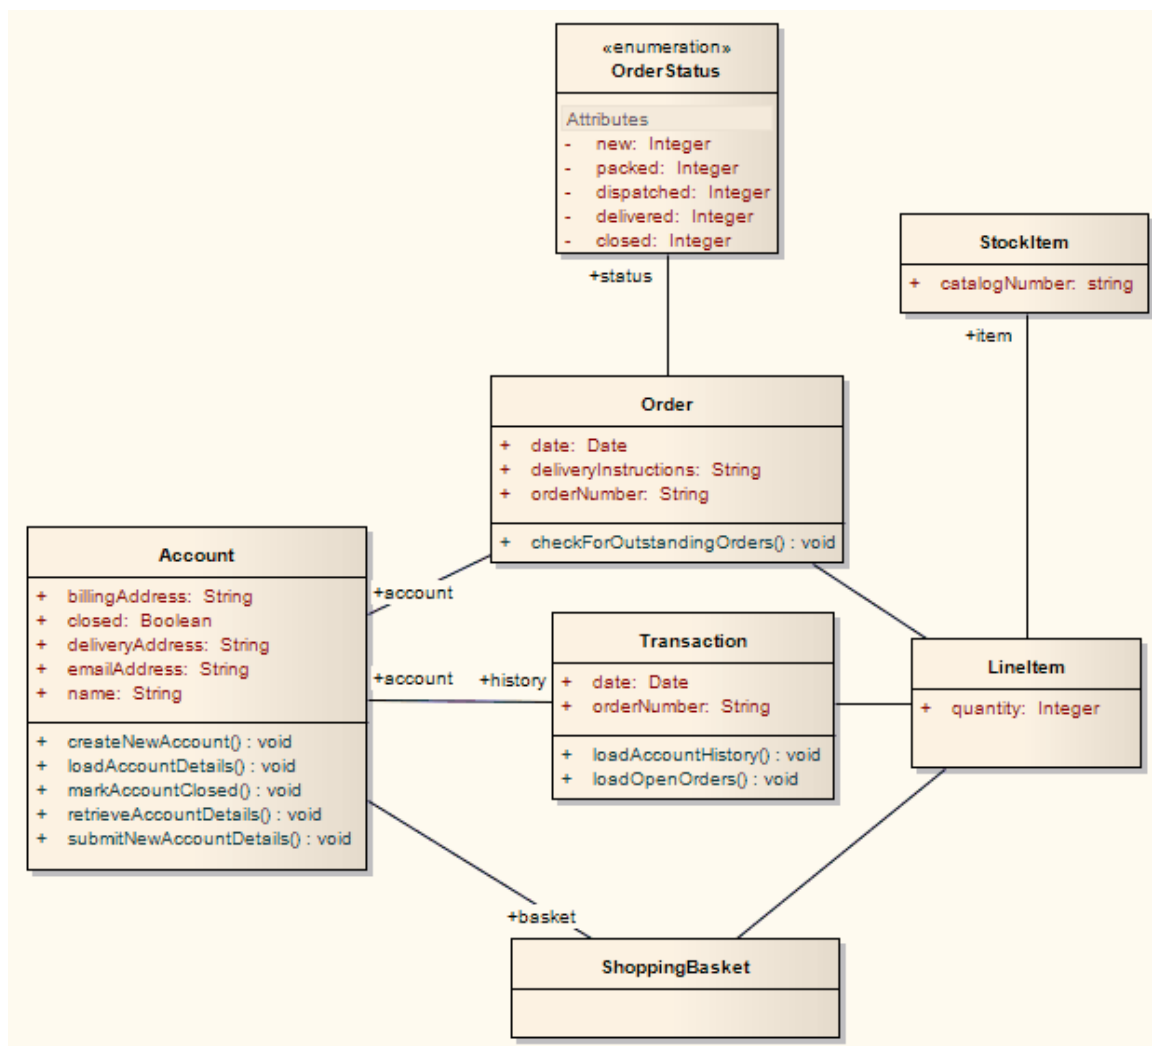 «enumeration»
OrderStatus
Attributes
- new: Integer
- packed: Integer
- dispatched: Integer
- delivered: Integer
- closed: Integer
+status
StockItem
+ catalogNumber: string
+item
Order
+ date: Date
+ deliveryInstructions: String
+ orderNumber: String
+ checkForOutstandingOrders() : void
Account
+ billingAddress: String
+ closed: Boolean
+ deliveryAddress: String
+ emailAddress: String
+ name: String
+ createNewAccount() : void
+ loadAccountDetails() : void
+ markAccountClosed() : void
+ retrieveAccountDetails() : void
+ submitNewAccountDetails() : void
+account
+account
+history
Transaction
+ date: Date
+ orderNumber: String
+ loadAccountHistory() : void
+ loadOpenOrders() : void
LineItem
+ quantity: Integer
+basket
ShoppingBasket